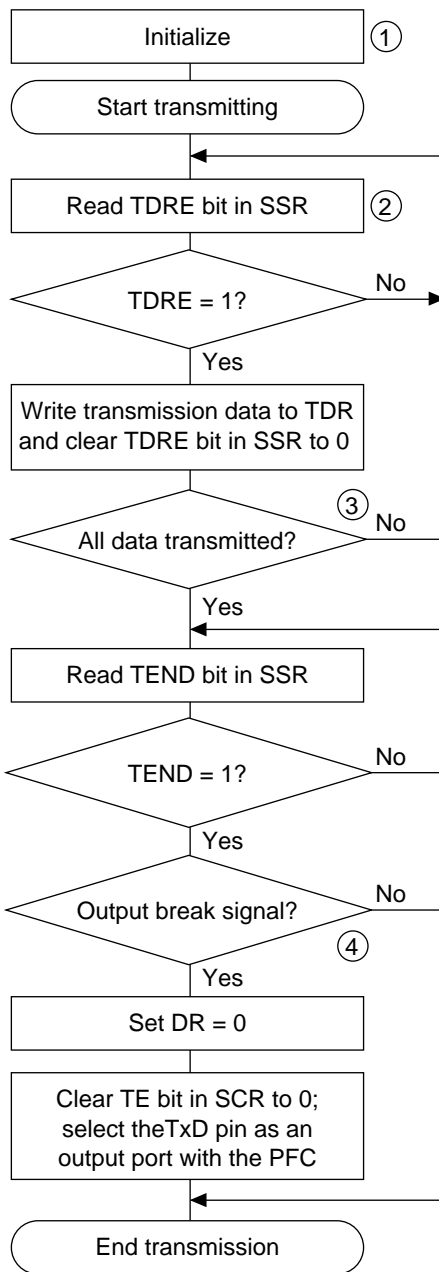 Initialize
①
Start transmitting
Read TDRE bit in SSR
②
TDRE = 1?
No
Yes
Write transmission data to TDR
and clear TDRE bit in SSR to 0
③
All data transmitted?
No
Yes
Read TEND bit in SSR
TEND = 1?
No
Yes
Output break signal?
No
④
Yes
Set DR = 0
Clear TE bit in SCR to 0;
select theTxD pin as an
output port with the PFC
End transmission